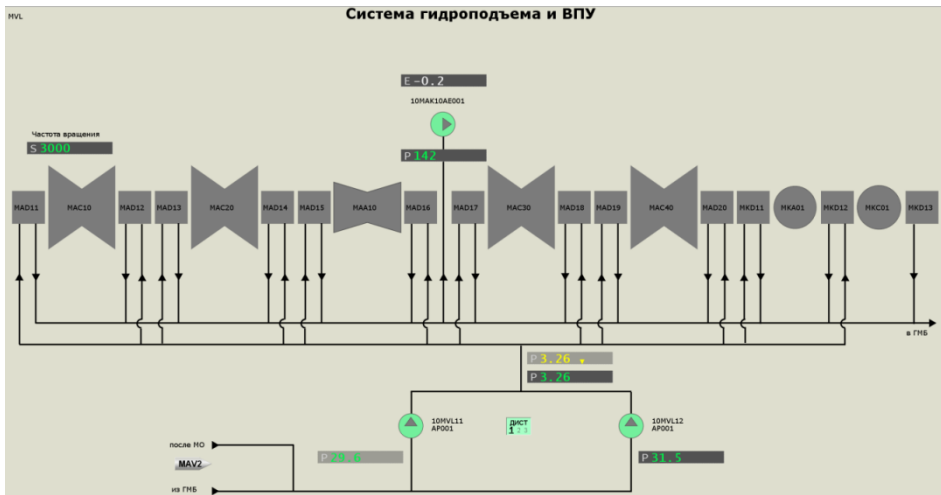 MVL
Система гидроподъема и ВПУ
E -0.2
10MAK10AE001
Частота вращения
S 3000
P 142
MAD11 MAC10 MAD12 MAD13 MAC20 MAD14 MAD15 MAA10 MAD16 MAD17 MAC30 MAD18 MAD19 MAC40 MAD20 MKD11 MKA01 MKD12 MKC01 MKD13
в ГМБ
P 3.26
P 3.26
10MVL11
AP001
ДИСТ
1 2 3
10MVL12
AP001
после МО
P
P 31.5
MAV2
из ГМБ